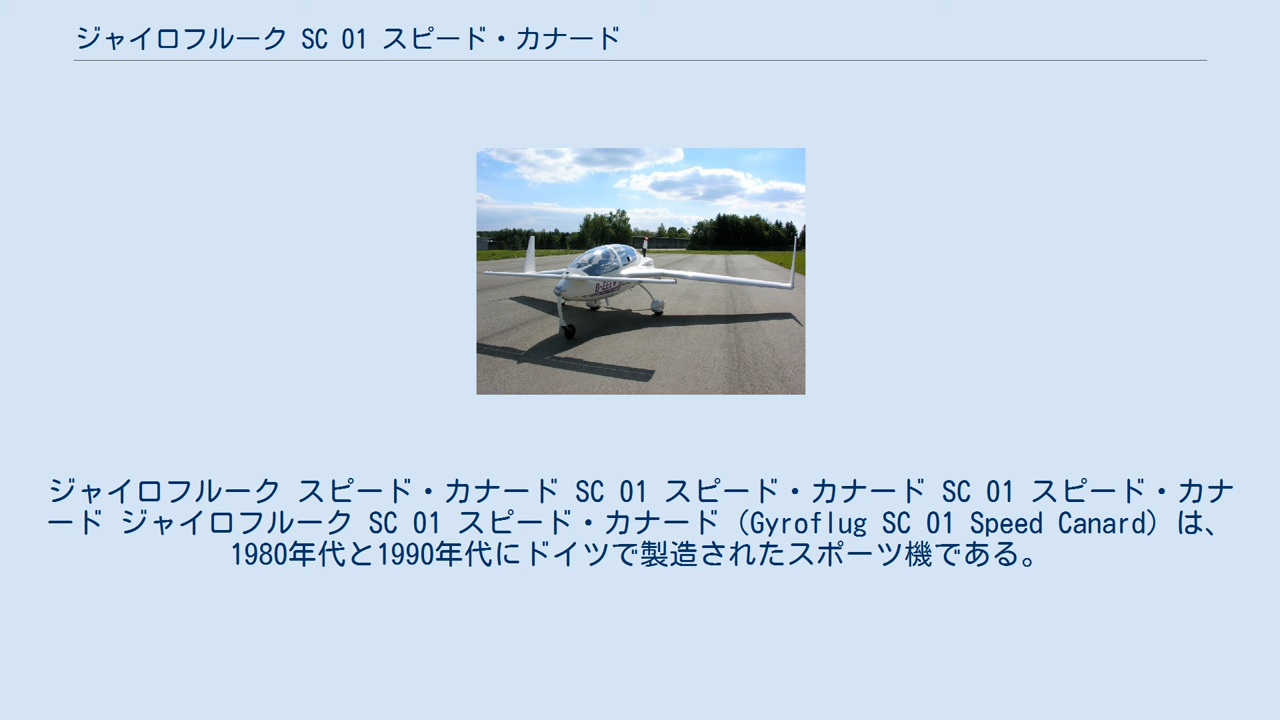 ジャイロフルーク SC 01 スピード・カナード
ジャイロフルーク スピード・カナード SC 01 スピード・カナード SC 01 スピード・カナ
ード ジャイロフルーク SC 01 スピード・カナード（Gyroflug SC 01 Speed Canard）は、
1980年代と1990年代にドイツで製造されたスポーツ機である。